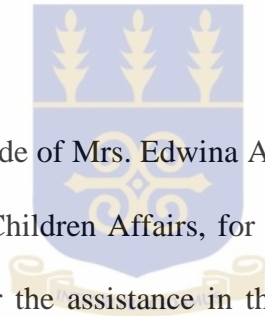 de of Mrs. Edwina A
Children Affairs, for
r the assistance in th